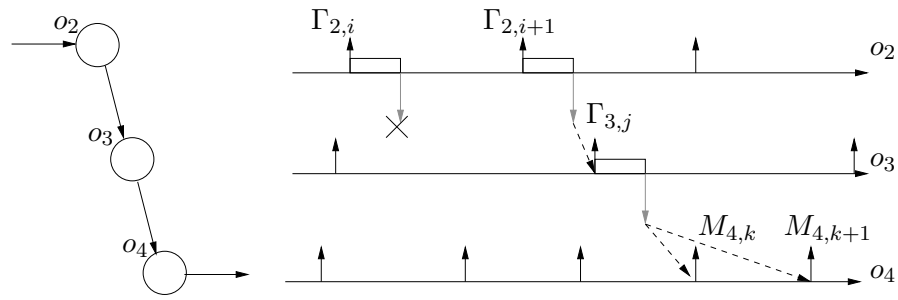 o₂
o₃
o₄
Γ₂,ᵢ Γ₂,ᵢ₊₁ o₂
Γ₃,ⱼ o₃
M₄,ₖ M₄,ₖ₊₁ o₄